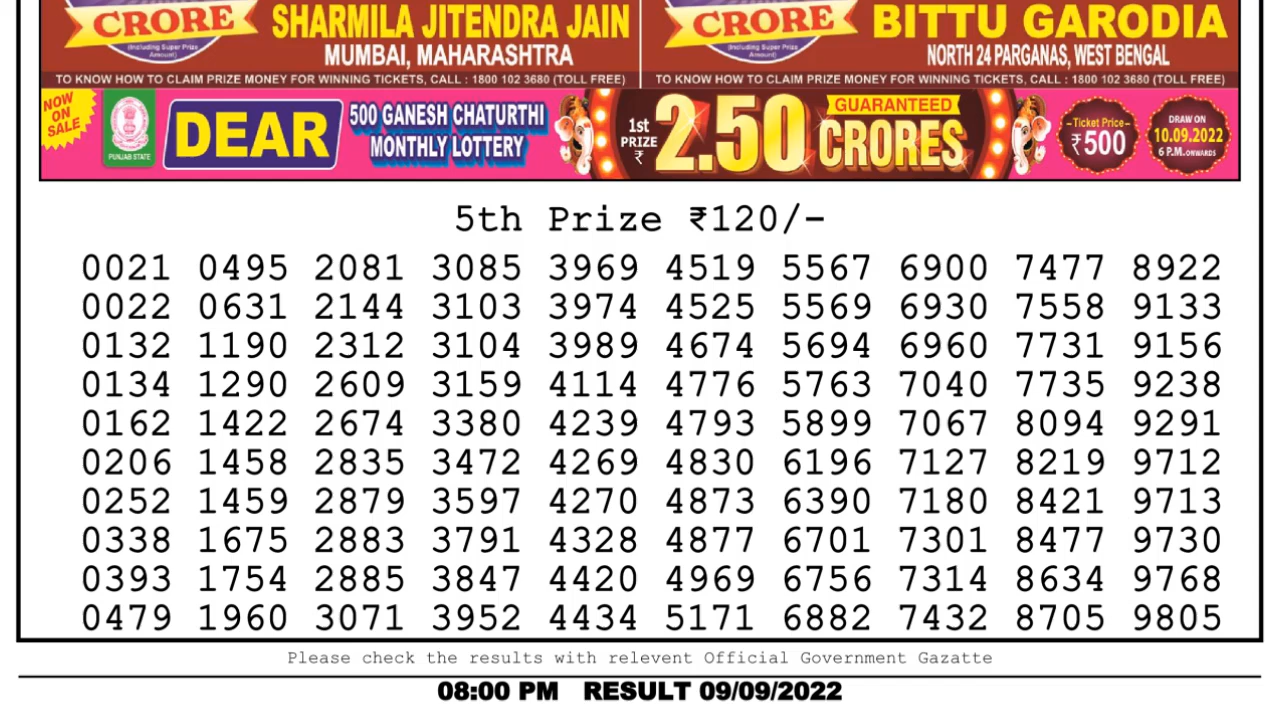 CRORE
(Including Super Prize
Amount)
SHARMILA JITENDRA JAIN
MUMBAI, MAHARASHTRA
TO KNOW HOW TO CLAIM PRIZE MONEY FOR WINNING TICKETS, CALL : 1800 102 3680 (TOLL FREE)
CRORE
(Including Super Prize
Amount)
BITTU GARODIA
NORTH 24 PARGANAS, WEST BENGAL
TO KNOW HOW TO CLAIM PRIZE MONEY FOR WINNING TICKETS, CALL : 1800 102 3680 (TOLL FREE)
NOW
ON
SALE
PUNJAB STATE
DEAR
500 GANESH CHATURTHI
MONTHLY LOTTERY
1st
PRIZE
₹
2.50
GUARANTEED
CRORES
-Ticket Price-
₹500
DRAW ON
10.09.2022
6 P.M. ONWARDS
5th Prize ₹120/-
0021 0495 2081 3085 3969 4519 5567 6900 7477 8922
0022 0631 2144 3103 3974 4525 5569 6930 7558 9133
0132 1190 2312 3104 3989 4674 5694 6960 7731 9156
0134 1290 2609 3159 4114 4776 5763 7040 7735 9238
0162 1422 2674 3380 4239 4793 5899 7067 8094 9291
0206 1458 2835 3472 4269 4830 6196 7127 8219 9712
0252 1459 2879 3597 4270 4873 6390 7180 8421 9713
0338 1675 2883 3791 4328 4877 6701 7301 8477 9730
0393 1754 2885 3847 4420 4969 6756 7314 8634 9768
0479 1960 3071 3952 4434 5171 6882 7432 8705 9805
Please check the results with relevent Official Government Gazatte
08:00 PM RESULT 09/09/2022